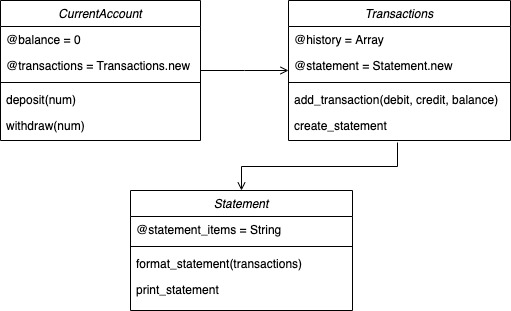 CurrentAccount
@balance = 0
@transactions = Transactions.new
deposit(num)
withdraw(num)
Transactions
@history = Array
@statement = Statement.new
add_transaction(debit, credit, balance)
create_statement
Statement
@statement_items = String
format_statement(transactions)
print_statement